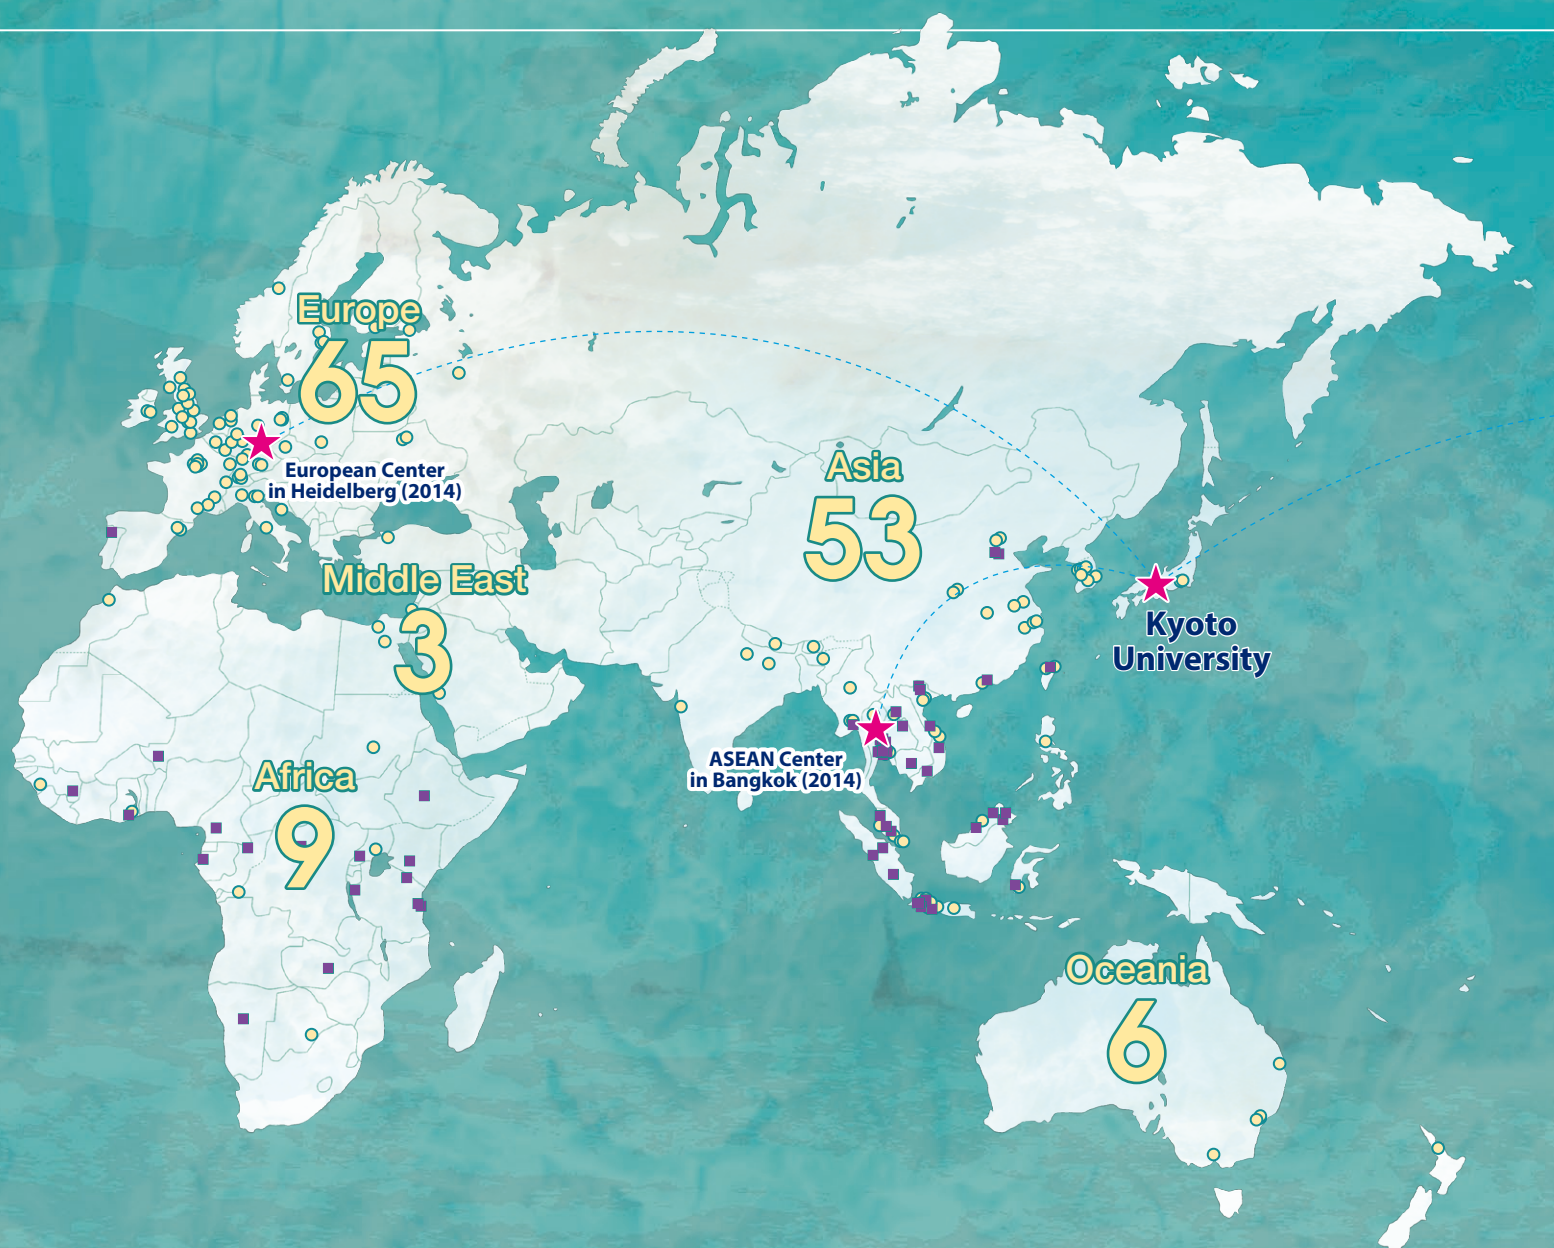 Europe
65
European Center
in Heidelberg (2014)
Asia
53
Middle East
3
Kyoto
University
ASEAN Center
in Bangkok (2014)
Africa
9
Oceania
6